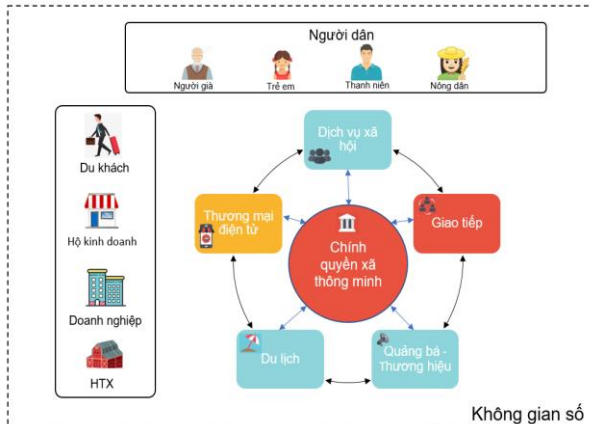 Người dân
Người già
Trẻ em
Thanh niên
Nông dân
Du khách
Hộ kinh doanh
Doanh nghiệp
HTX
Dịch vụ xã
hội
Thương mại
điện tử
Giao tiếp
Chính
quyền xã
thông minh
Du lịch
Quảng bá -
Thương hiệu
Không gian số